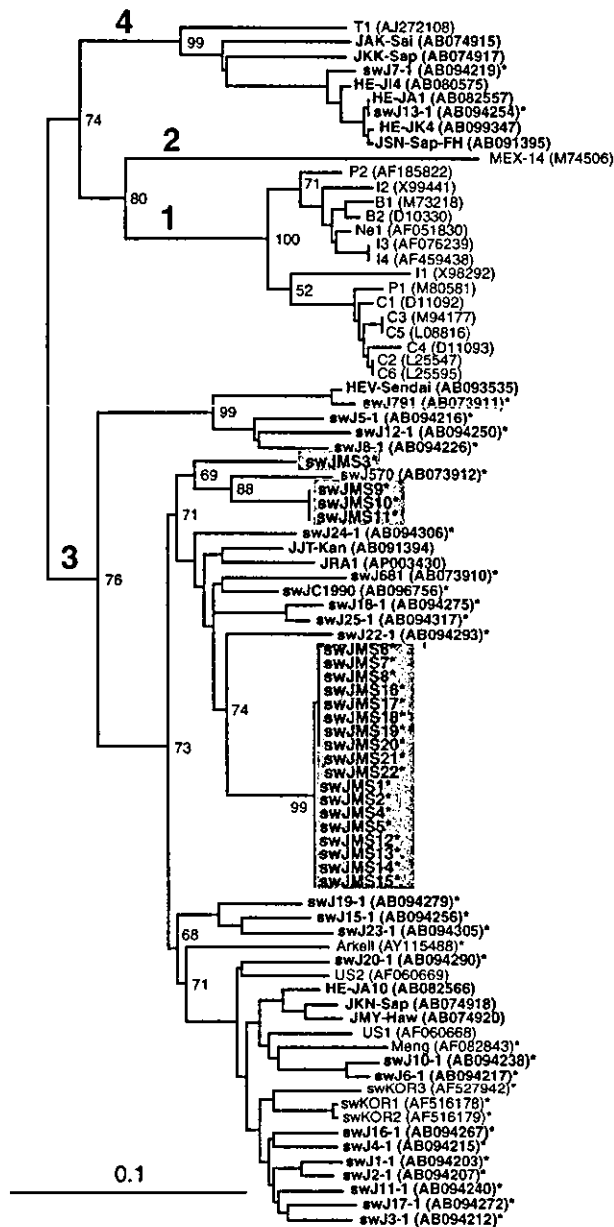 4
T1 (AJ272108)
99
JAK-Sai (AB074915)
JKK-Sap (AB074917)
swJ7-1 (AB094219)*
HE-JI4 (AB080575)
HE-JA1 (AB082557)
74
swJ13-1 (AB094254)*
HE-JK4 (AB099347)
JSN-Sap-FH (AB091395)
2
MEX-14 (M74506)
P2 (AF185822)
71
I2 (X99441)
80
1
B1 (M73218)
B2 (D10330)
Ne1 (AF051830)
100
I3 (AF076239)
I4 (AF459438)
I1 (X98292)
52
P1 (M80581)
C1 (D11092)
C3 (M94177)
C5 (L08816)
C4 (D11093)
C2 (L25547)
C6 (L25595)
HEV-Sendai (AB093535)
swJ791 (AB073911)*
99
swJ5-1 (AB094216)*
swJ12-1 (AB094250)*
swJ8-1 (AB094226)*
swJMS3*
69
swJ570 (AB073912)*
88
swJMS9*
swJMS10*
71
swJMS11*
swJ24-1 (AB094306)*
3
JJT-Kan (AB091394)
76
JRA1 (AP003430)
swJ681 (AB073910)*
swJC1990 (AB096756)*
swJ18-1 (AB094275)*
swJ25-1 (AB094317)*
swJ22-1 (AB094293)*
swJMS6*
swJMS7*
swJMS8*
swJMS16*
74
swJMS17*
swJMS18*
swJMS19*
73
swJMS20*
swJMS21*
swJMS22*
swJMS1*
99
swJMS2*
swJMS4*
swJMS5*
swJMS12*
swJMS13*
swJMS14*
swJMS15*
swJ19-1 (AB094279)*
swJ15-1 (AB094256)*
68
swJ23-1 (AB094305)*
Arkell (AY115488)*
swJ20-1 (AB094290)*
71
US2 (AF060669)
HE-JA10 (AB082566)
JKN-Sap (AB074918)
JMY-Haw (AB074920)
US1 (AF060668)
Meng (AF082843)*
swJ10-1 (AB094238)*
swJ6-1 (AB094217)*
swKOR3 (AF527942)*
swKOR1 (AF516178)*
swKOR2 (AF516179)*
swJ16-1 (AB094267)*
swJ4-1 (AB094215)*
swJ1-1 (AB094203)*
0.1
swJ2-1 (AB094207)*
swJ11-1 (AB094240)*
swJ17-1 (AB094272)*
swJ3-1 (AB094212)*